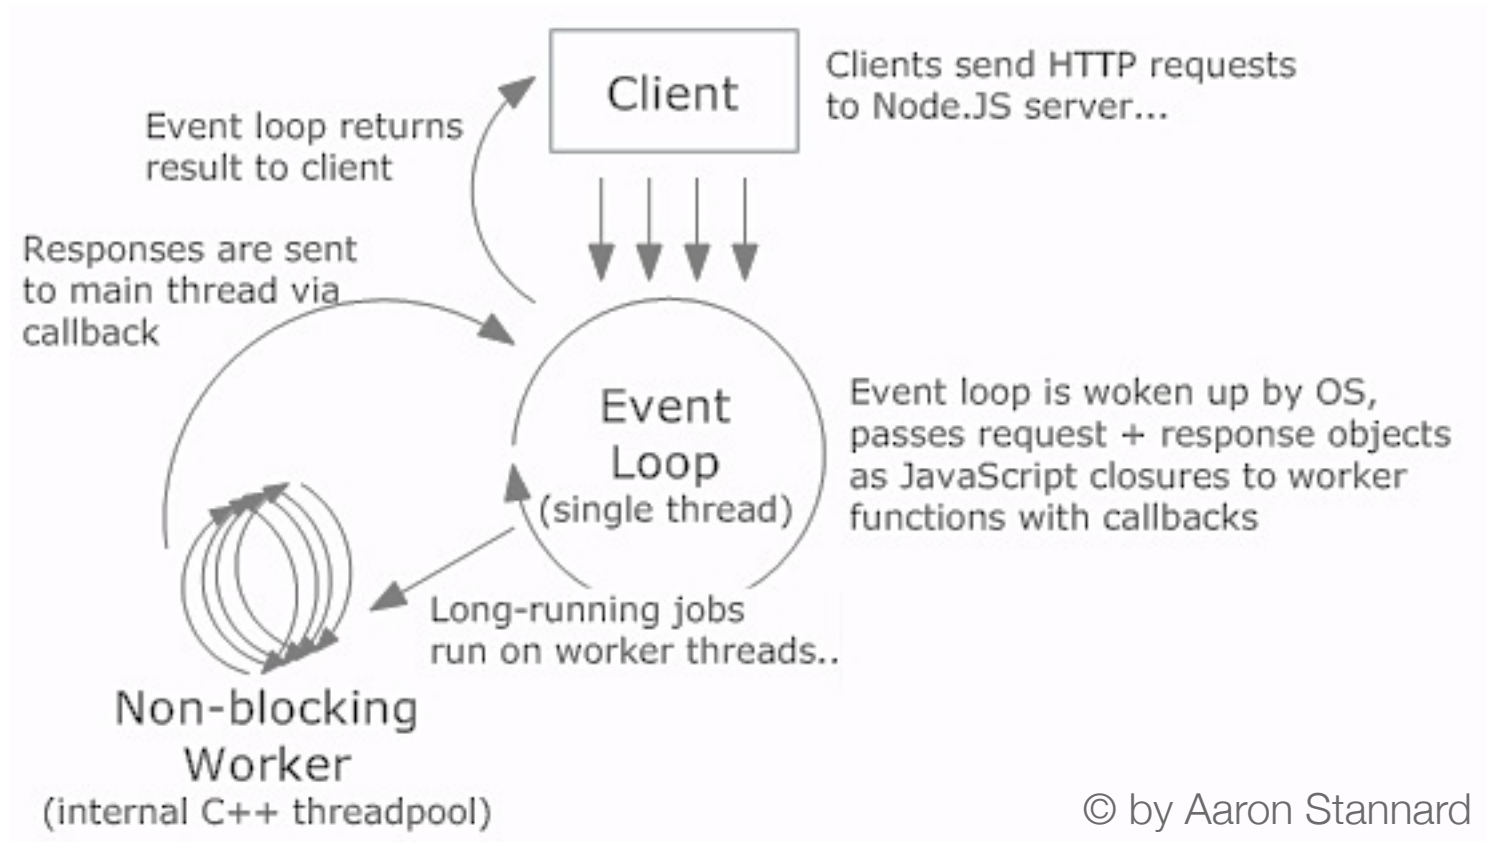 Client
Clients send HTTP requests
to Node.JS server...
Event loop returns
result to client
Responses are sent
to main thread via
callback
Event
Loop
(single thread)
Event loop is woken up by OS,
passes request + response objects
as JavaScript closures to worker
functions with callbacks
Long-running jobs
run on worker threads..
Non-blocking
Worker
(internal C++ threadpool)
© by Aaron Stannard